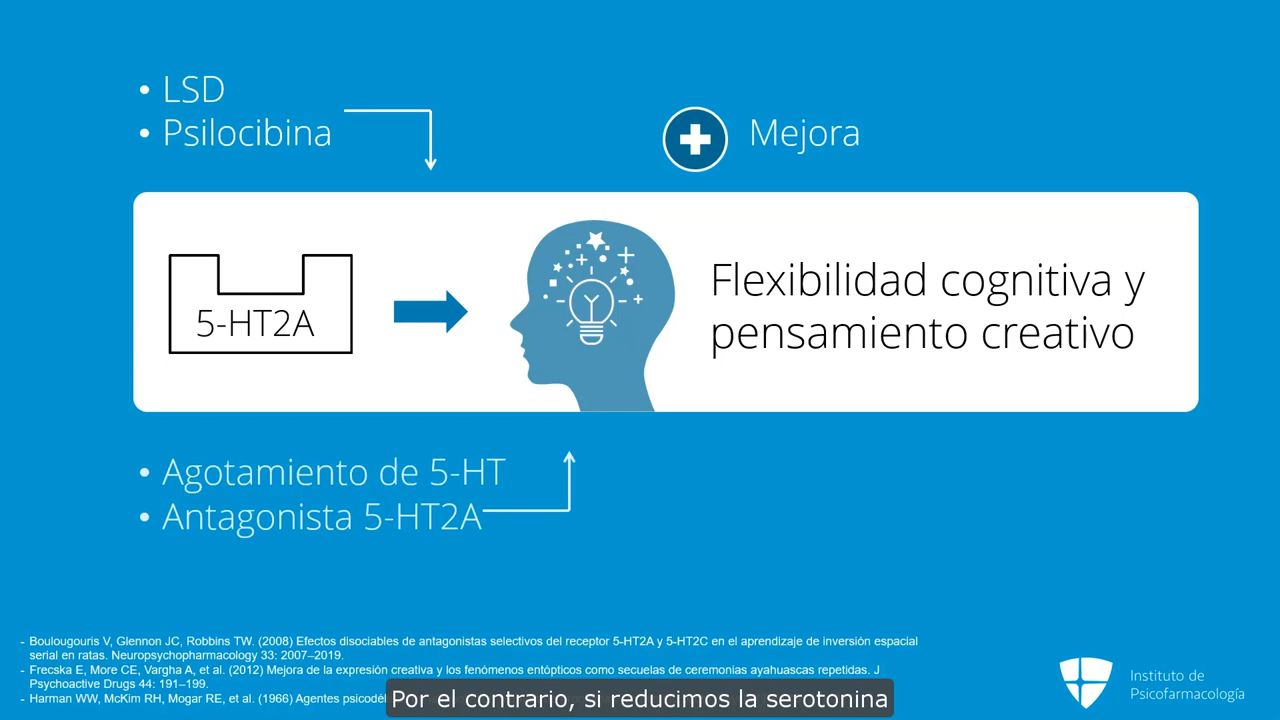 • LSD
• Psilocibina
Mejora
5-HT2A
Flexibilidad cognitiva y
pensamiento creativo
• Agotamiento de 5-HT
• Antagonista 5-HT2A
- Boulougouris V, Glennon JC, Robbins TW. (2008) Efectos disociables de antagonistas selectivos del receptor 5-HT2A y 5-HT2C en el aprendizaje de inversión espacial
serial en ratas. Neuropsychopharmacology 33: 2007–2019.
- Frecska E, More CE, Vargha A, et al. (2012) Mejora de la expresión creativa y los fenómenos entópticos como secuelas de ceremonias ayahuascas repetidas. J
Psychoactive Drugs 44: 191–199.
- Harman WW, McKim RH, Mogar RE, et al. (1966) Agentes
Por el contrario, si reducimos la serotonina
Instituto de
Psicofarmacología